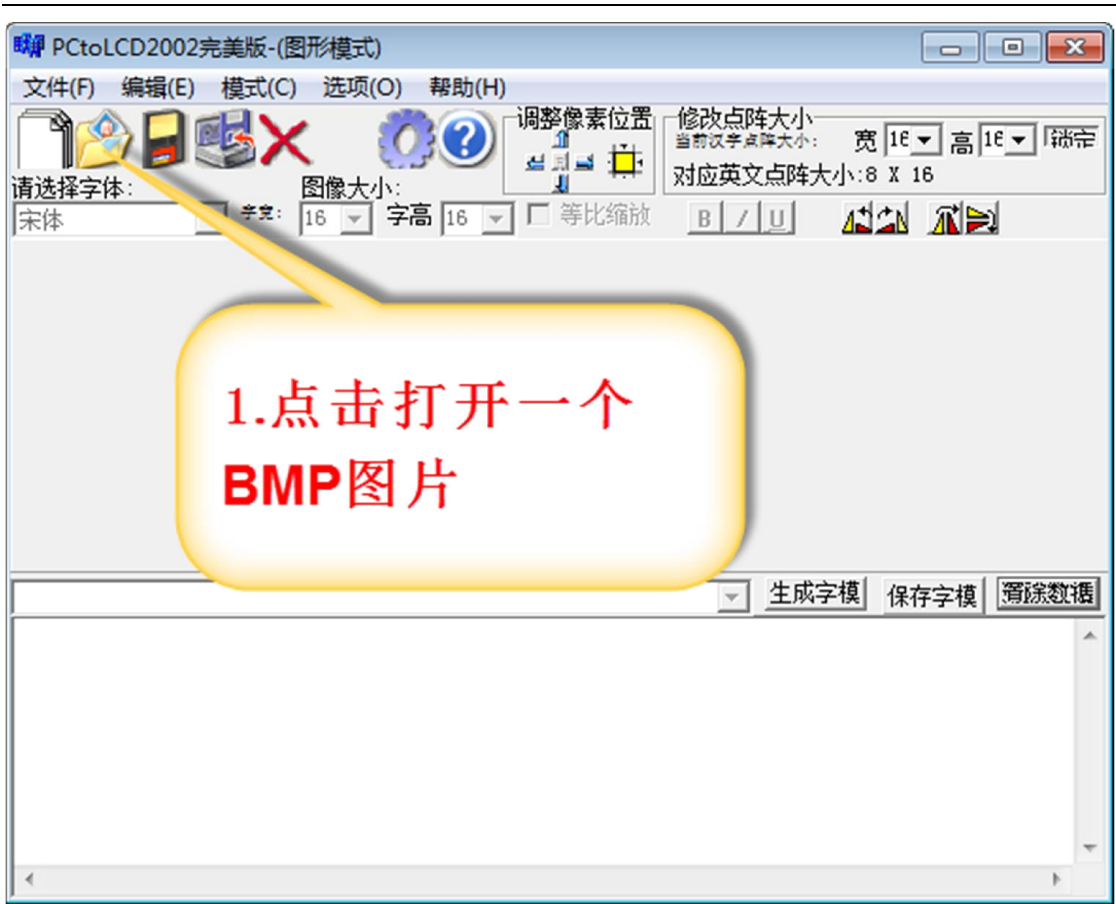 PCtoLCD2002完美版-(图形模式)
文件(F) 编辑(E) 模式(C) 选项(O) 帮助(H)
调整像素位置
修改点阵大小
当前汉字点阵大小: 宽 16 高 16 锁定
对应英文点阵大小:8 X 16
请选择字体: 图像大小:
宋体 字宽: 16 字高 16 等比缩放 B I U
1.点击打开一个
BMP图片
生成字模 保存字模 清除数据